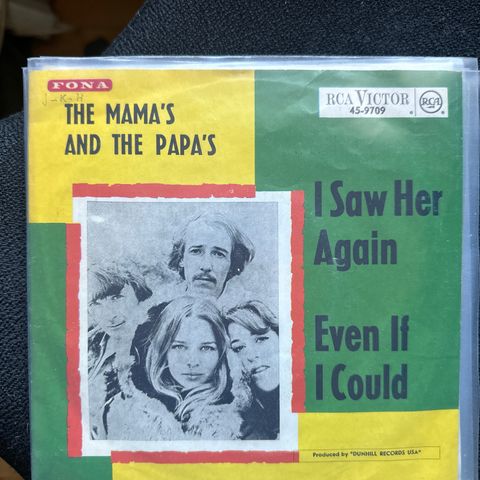 FONA
J-K-H
THE MAMA'S
AND THE PAPA'S
RCA VICTOR
45-9709
RCA
I Saw Her
Again
Even If
I Could
Produced by "DUNHILL RECORDS USA"